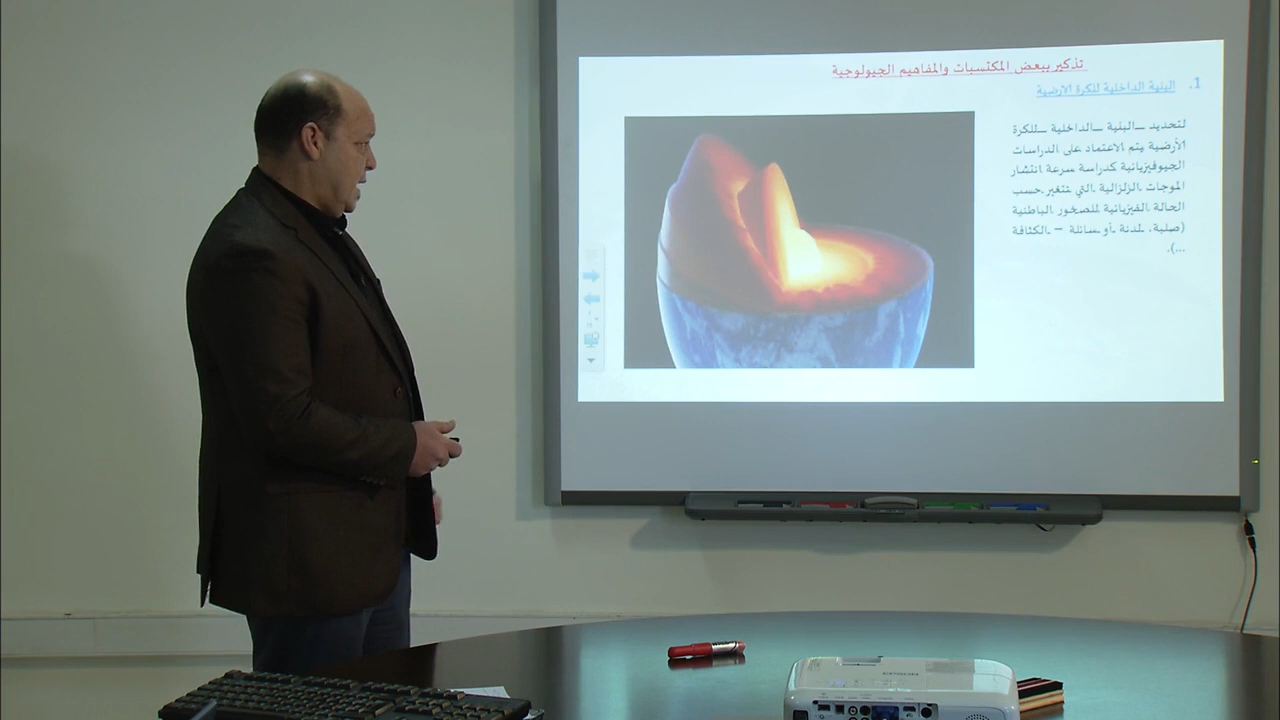 تذكير ببعض المكتسبات والمفاهيم الجيولوجية
1. البنية الداخلية للكرة الأرضية
لتحديد البنية الداخلية للكرة
الأرضية يتم الاعتماد على الدراسات
الجيوفيزيائية كدراسة سرعة انتشار
الموجات الزلزالية التي تتغير حسب
الحالة الفيزيائية للصخور الباطنية
(صلبة، لدنة أو سائلة – الكثافة
...).